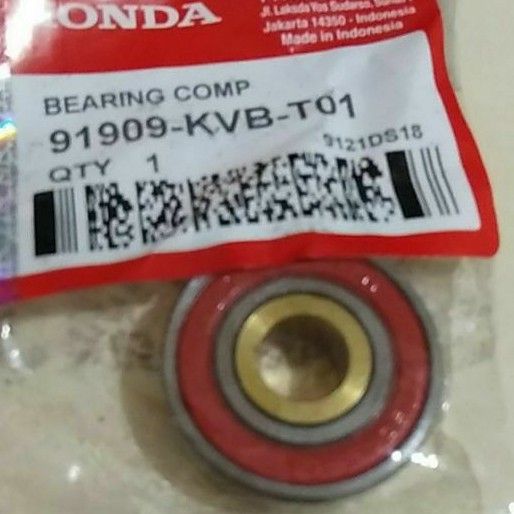 HONDA
Jl. Laksda Yos Sudarso, Sunter
Jakarta 14350 - Indonesia
Made in Indonesia
BEARING COMP
91909-KVB-T01
9121DS18
QTY 1